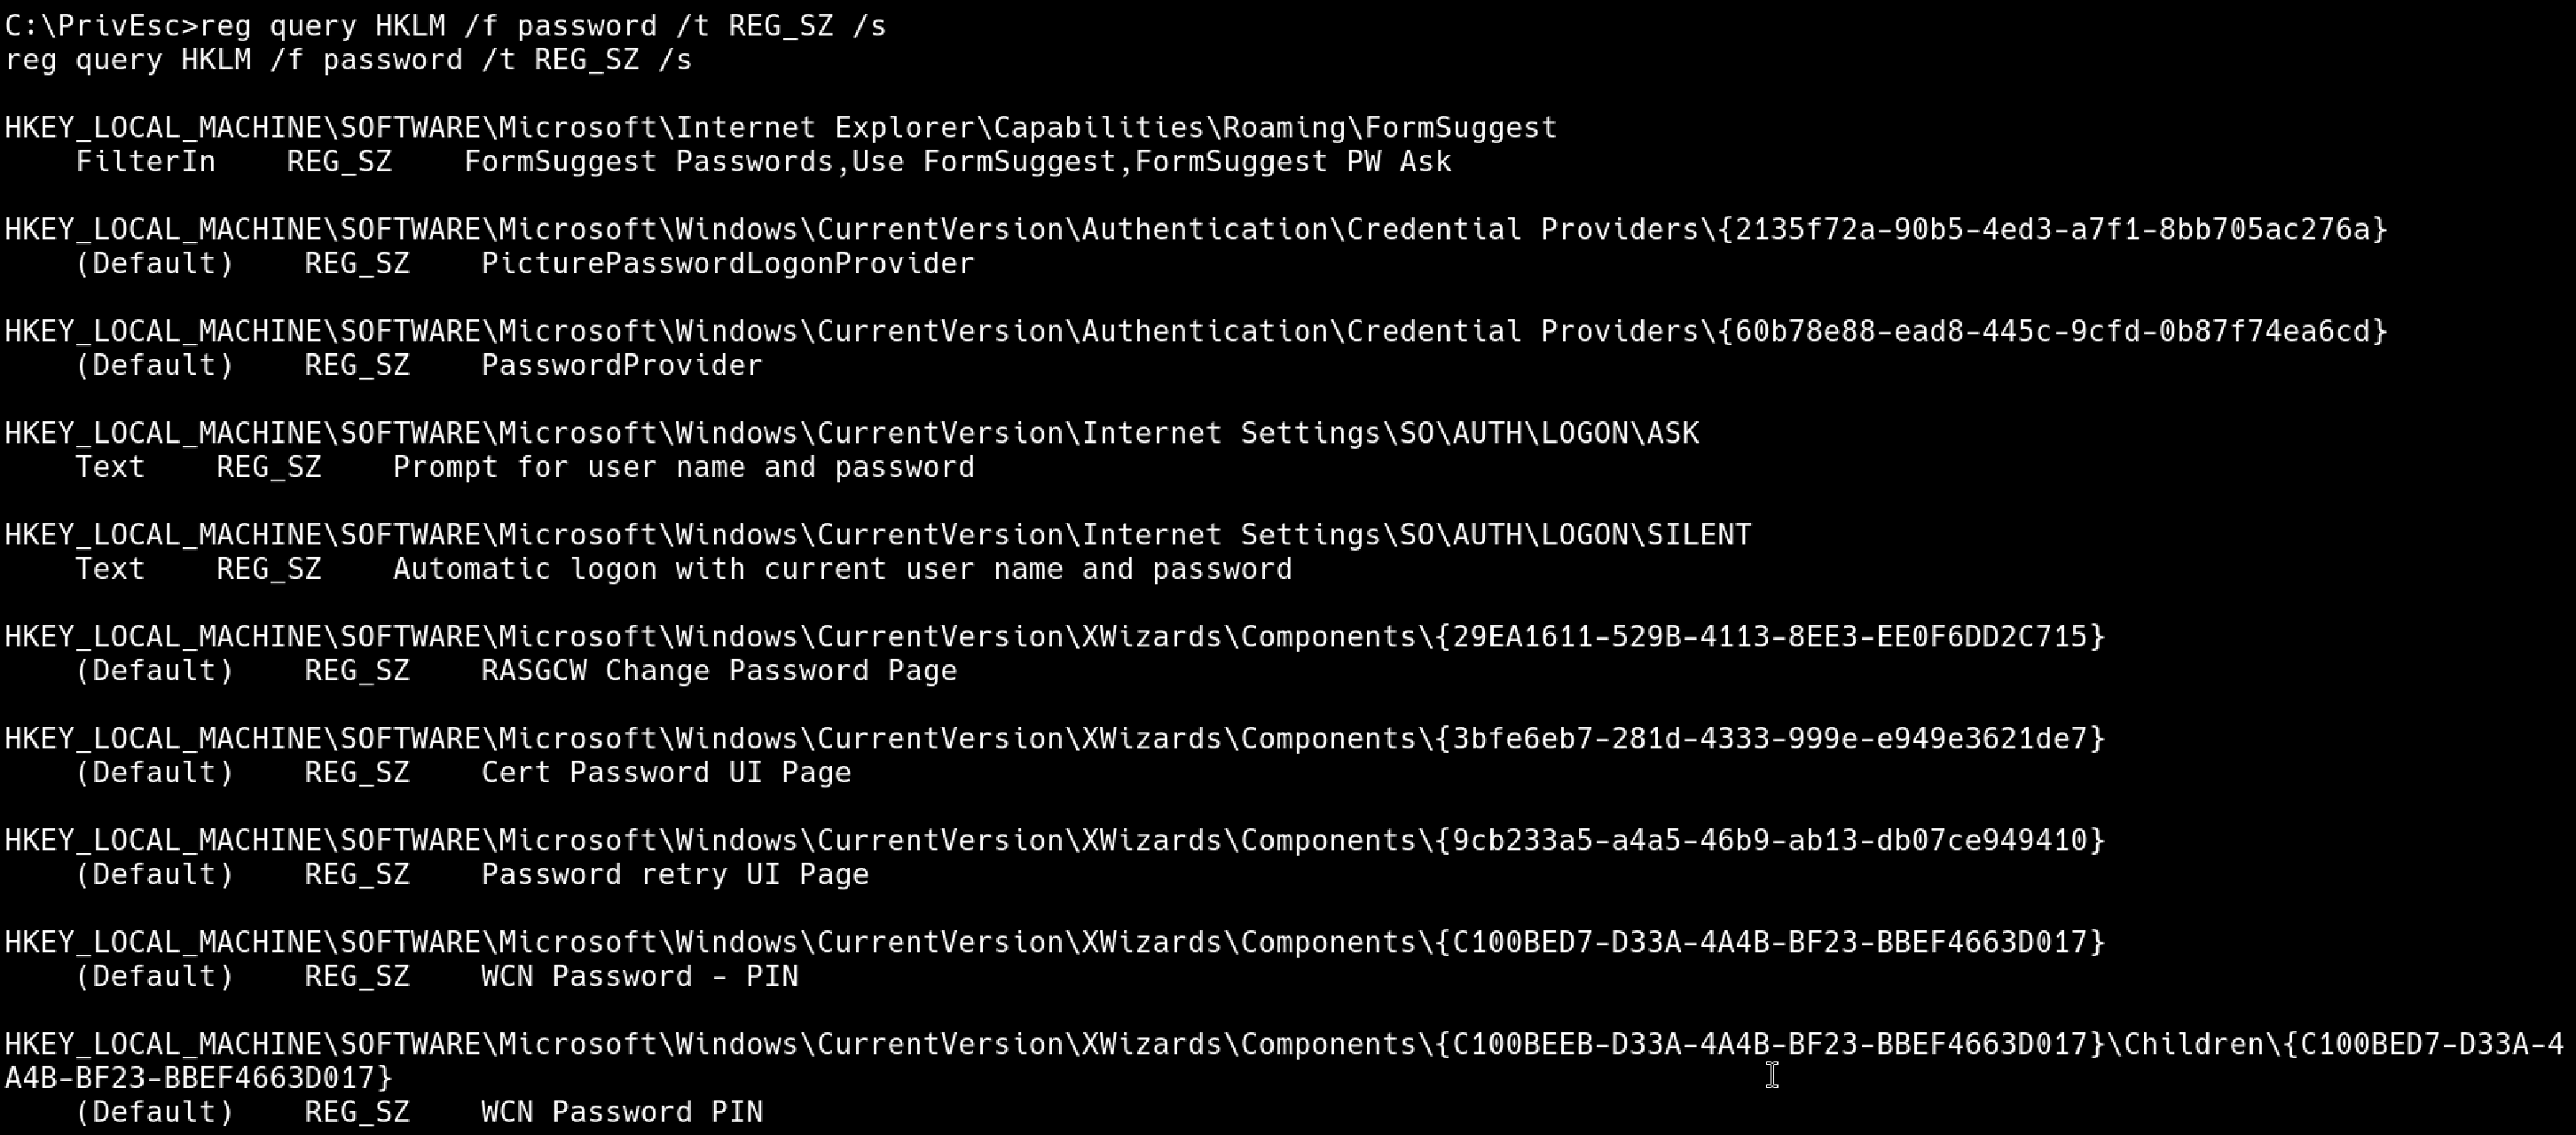 C:\PrivEsc>reg query HKLM /f password /t REG_SZ /s
reg query HKLM /f password /t REG_SZ /s
HKEY_LOCAL_MACHINE\SOFTWARE\Microsoft\Internet Explorer\Capabilities\Roaming\FormSuggest
    FilterIn    REG_SZ    FormSuggest Passwords,Use FormSuggest,FormSuggest PW Ask
HKEY_LOCAL_MACHINE\SOFTWARE\Microsoft\Windows\CurrentVersion\Authentication\Credential Providers\{2135f72a-90b5-4ed3-a7f1-8bb705ac276a}
    (Default)    REG_SZ    PicturePasswordLogonProvider
HKEY_LOCAL_MACHINE\SOFTWARE\Microsoft\Windows\CurrentVersion\Authentication\Credential Providers\{60b78e88-ead8-445c-9cfd-0b87f74ea6cd}
    (Default)    REG_SZ    PasswordProvider
HKEY_LOCAL_MACHINE\SOFTWARE\Microsoft\Windows\CurrentVersion\Internet Settings\SO\AUTH\LOGON\ASK
    Text    REG_SZ    Prompt for user name and password
HKEY_LOCAL_MACHINE\SOFTWARE\Microsoft\Windows\CurrentVersion\Internet Settings\SO\AUTH\LOGON\SILENT
    Text    REG_SZ    Automatic logon with current user name and password
HKEY_LOCAL_MACHINE\SOFTWARE\Microsoft\Windows\CurrentVersion\XWizards\Components\{29EA1611-529B-4113-8EE3-EE0F6DD2C715}
    (Default)    REG_SZ    RASGCW Change Password Page
HKEY_LOCAL_MACHINE\SOFTWARE\Microsoft\Windows\CurrentVersion\XWizards\Components\{3bfe6eb7-281d-4333-999e-e949e3621de7}
    (Default)    REG_SZ    Cert Password UI Page
HKEY_LOCAL_MACHINE\SOFTWARE\Microsoft\Windows\CurrentVersion\XWizards\Components\{9cb233a5-a4a5-46b9-ab13-db07ce949410}
    (Default)    REG_SZ    Password retry UI Page
HKEY_LOCAL_MACHINE\SOFTWARE\Microsoft\Windows\CurrentVersion\XWizards\Components\{C100BED7-D33A-4A4B-BF23-BBEF4663D017}
    (Default)    REG_SZ    WCN Password - PIN
HKEY_LOCAL_MACHINE\SOFTWARE\Microsoft\Windows\CurrentVersion\XWizards\Components\{C100BEEB-D33A-4A4B-BF23-BBEF4663D017}\Children\{C100BED7-D33A-4
A4B-BF23-BBEF4663D017}
    (Default)    REG_SZ    WCN Password PIN